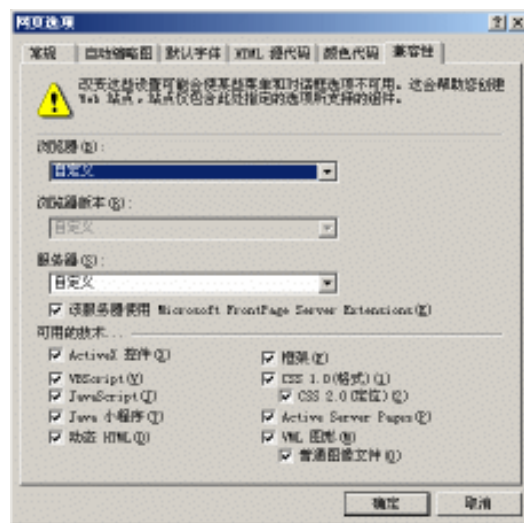 网页选项
常规 自动缩略图 默认字体 HTML 源代码 颜色代码 兼容性
改变这些设置可能会使某些菜单和对话框选项不可用。这会帮助您创建
Web 站点,站点仅包含此处指定的选项所支持的组件。
浏览器(B):
自定义
浏览器版本(R):
自定义
服务器(S):
自定义
该服务器使用 Microsoft FrontPage Server Extensions(E)
可用的技术...
ActiveX 控件(X) 框架(F)
VBScript(V) CSS 1.0(格式)(1)
JavaScript(J) CSS 2.0(定位)(2)
Java 小程序(T) Active Server Pages(P)
动态 HTML(D) VML 图形(M)
普通图像文件(Q)
确定 取消